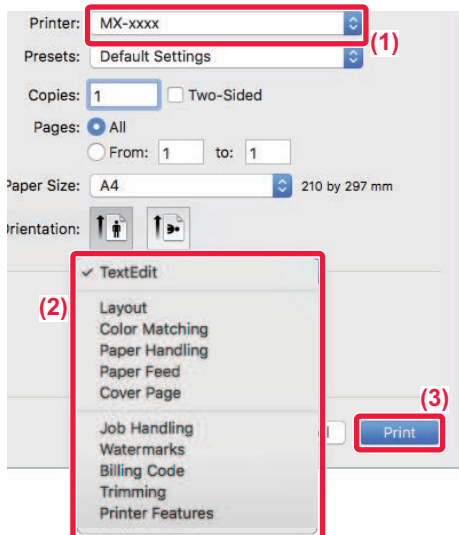 Printer: MX-xxxx
(1)
Presets: Default Settings
Copies: 1 Two-Sided
Pages: All
From: 1 to: 1
Paper Size: A4 210 by 297 mm
Orientation:
(2)
✓ TextEdit
Layout
Color Matching
Paper Handling
Paper Feed
Cover Page
(3)
Job Handling
Watermarks
Billing Code
Trimming
Printer Features
l Print